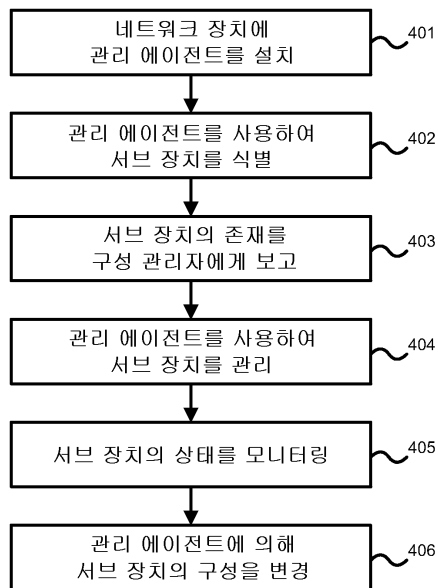 네트워크 장치에
관리 에이전트를 설치
401
관리 에이전트를 사용하여
서브 장치를 식별
402
서브 장치의 존재를
구성 관리자에게 보고
403
관리 에이전트를 사용하여
서브 장치를 관리
404
서브 장치의 상태를 모니터링
405
관리 에이전트에 의해
서브 장치의 구성을 변경
406